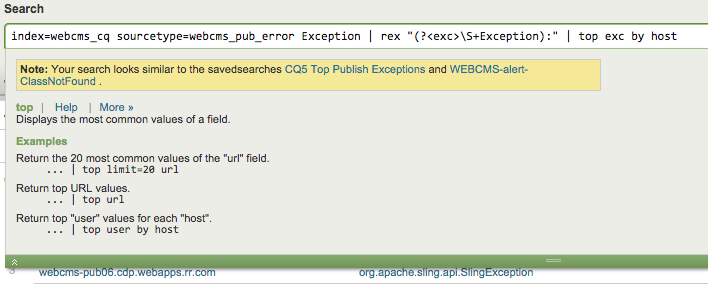 Search
index=webcms_cq sourcetype=webcms_pub_error Exception | rex "(?<exc>\S+Exception):" | top exc by host
Note: Your search looks similar to the savedsearches CQ5 Top Publish Exceptions and WEBCMS-alert-
ClassNotFound .
top | Help | More »
Displays the most common values of a field.
Examples
Return the 20 most common values of the "url" field.
... | top limit=20 url
Return top URL values.
... | top url
Return top "user" values for each "host".
... | top user by host
3 webcms-pub06.cdp.webapps.rr.com org.apache.sling.api.SlingException